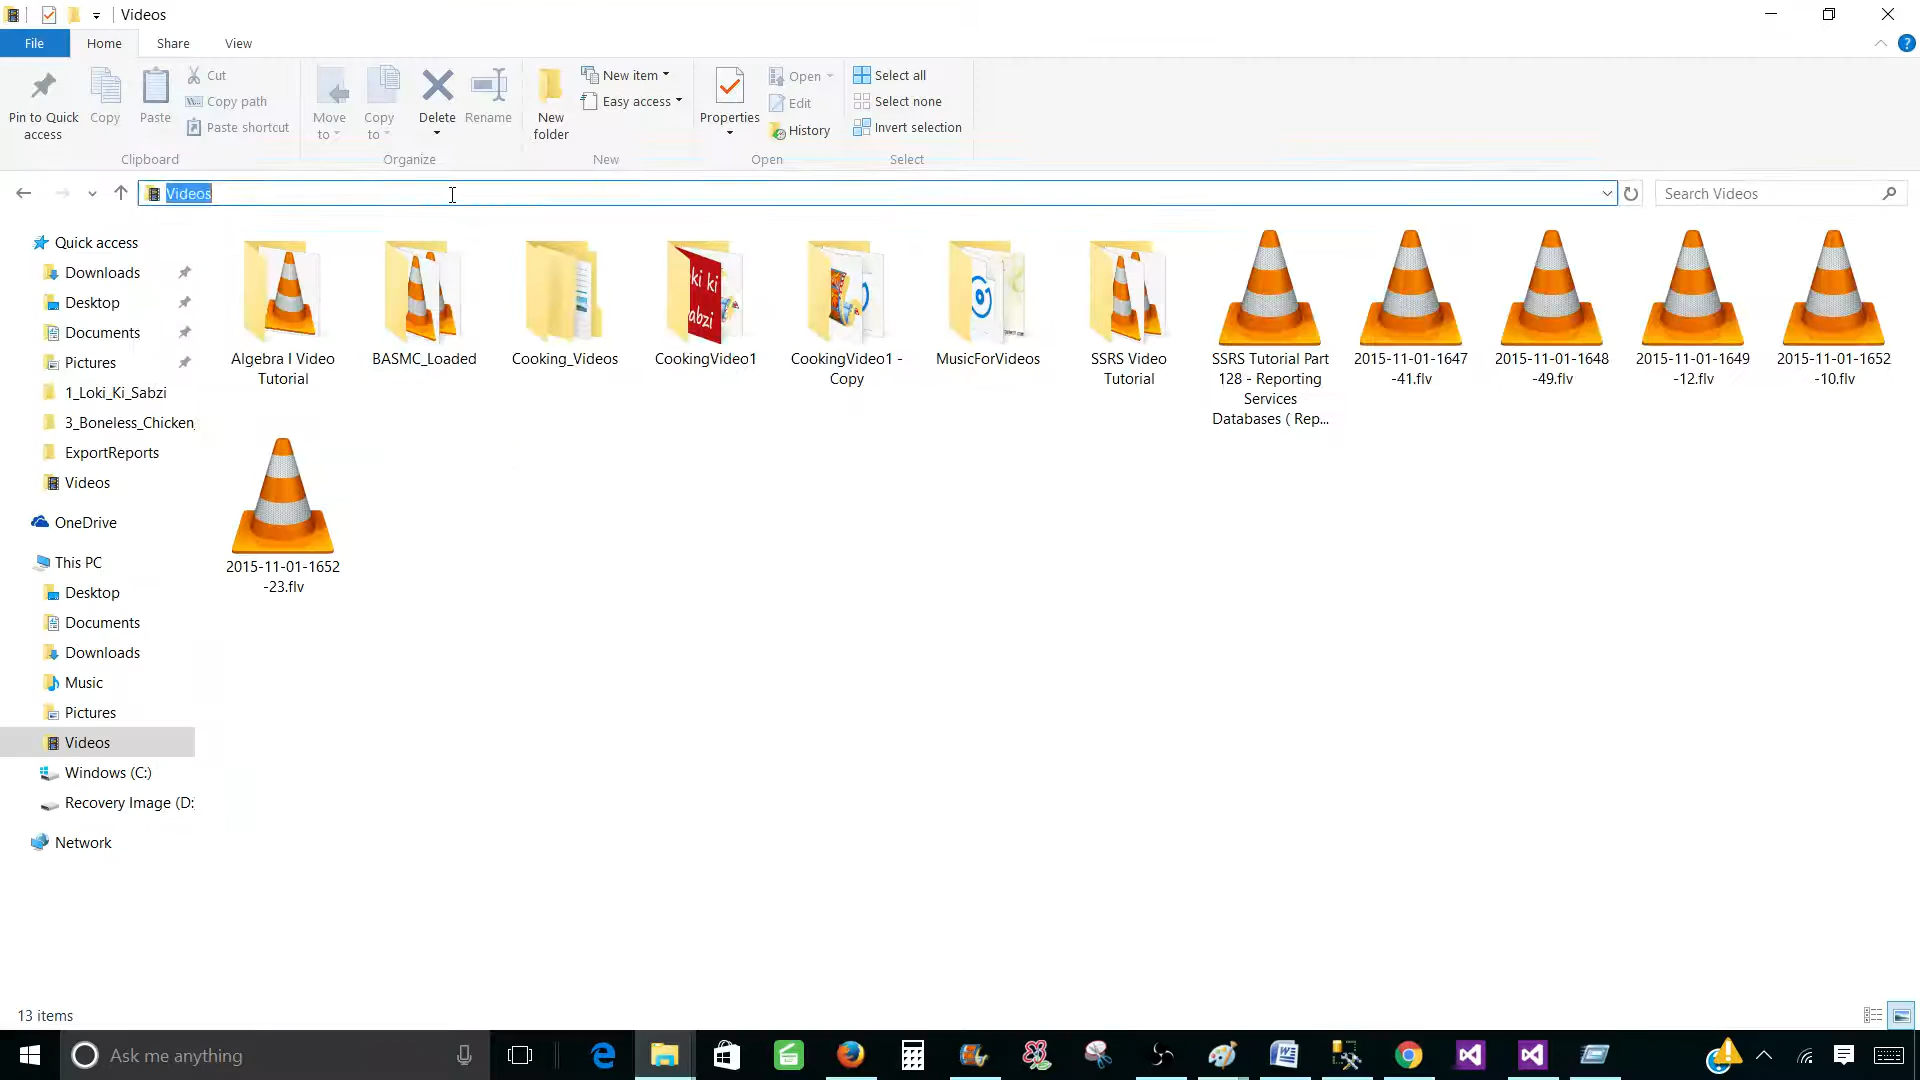 Videos
File Home Share View
Pin to Quick access
Copy
Paste
Cut
Copy path
Paste shortcut
Clipboard
Move to
Copy to
Delete
Rename
Organize
New folder
New item
Easy access
New
Properties
Open
Edit
History
Open
Select all
Select none
Invert selection
Select
Videos
Search Videos
Quick access
Downloads
Desktop
Documents
Pictures
1_Loki_Ki_Sabzi
3_Boneless_Chicken
ExportReports
Videos
OneDrive
This PC
Desktop
Documents
Downloads
Music
Pictures
Videos
Windows (C:)
Recovery Image (D:
Network
Algebra I Video
Tutorial
BASMC_Loaded
Cooking_Videos
ki ki
abzi
CookingVideo1
CookingVideo1 -
Copy
MusicForVideos
SSRS Video
Tutorial
SSRS Tutorial Part
128 - Reporting
Services
Databases ( Rep...
2015-11-01-1647
-41.flv
2015-11-01-1648
-49.flv
2015-11-01-1649
-12.flv
2015-11-01-1652
-10.flv
2015-11-01-1652
-23.flv
13 items
Ask me anything